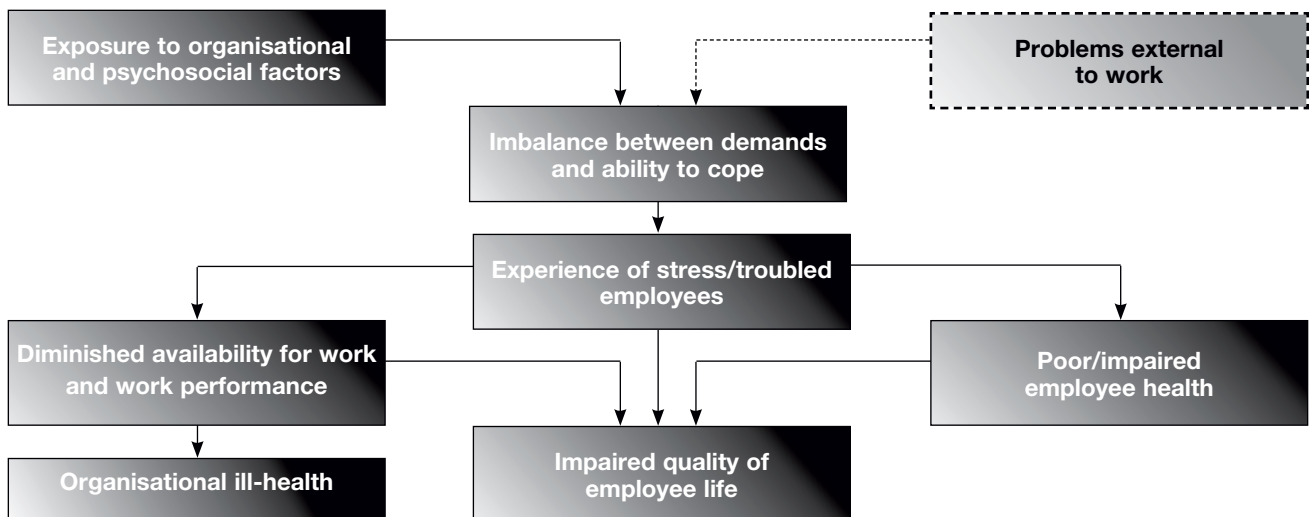 Exposure to organisational
and psychosocial factors
Problems external
to work
Imbalance between demands
and ability to cope
Experience of stress/troubled
employees
Diminished availability for work
and work performance
Poor/impaired
employee health
Organisational ill-health
Impaired quality of
employee life